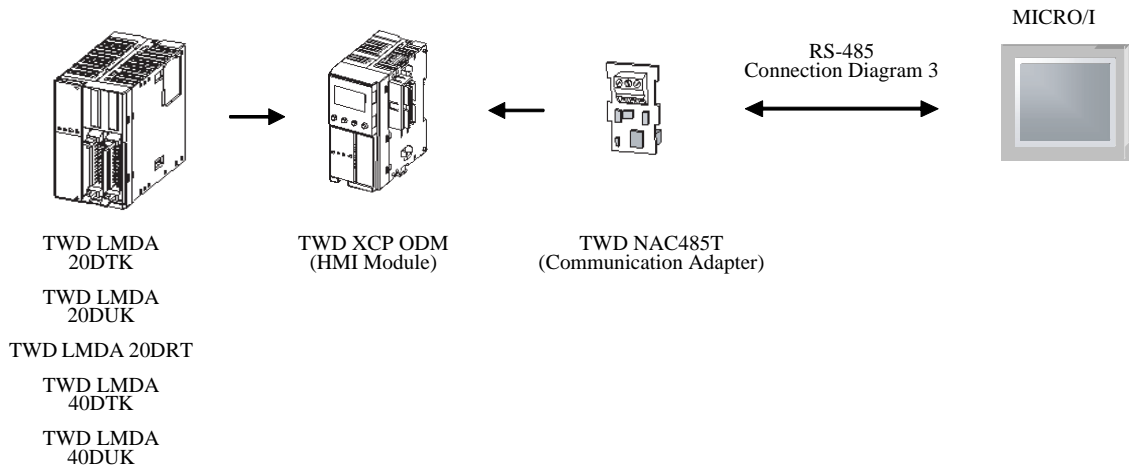 MICRO/I
RS-485
Connection Diagram 3
TWD LMDA
20DTK
TWD XCP ODM
(HMI Module)
TWD NAC485T
(Communication Adapter)
TWD LMDA
20DUK
TWD LMDA 20DRT
TWD LMDA
40DTK
TWD LMDA
40DUK